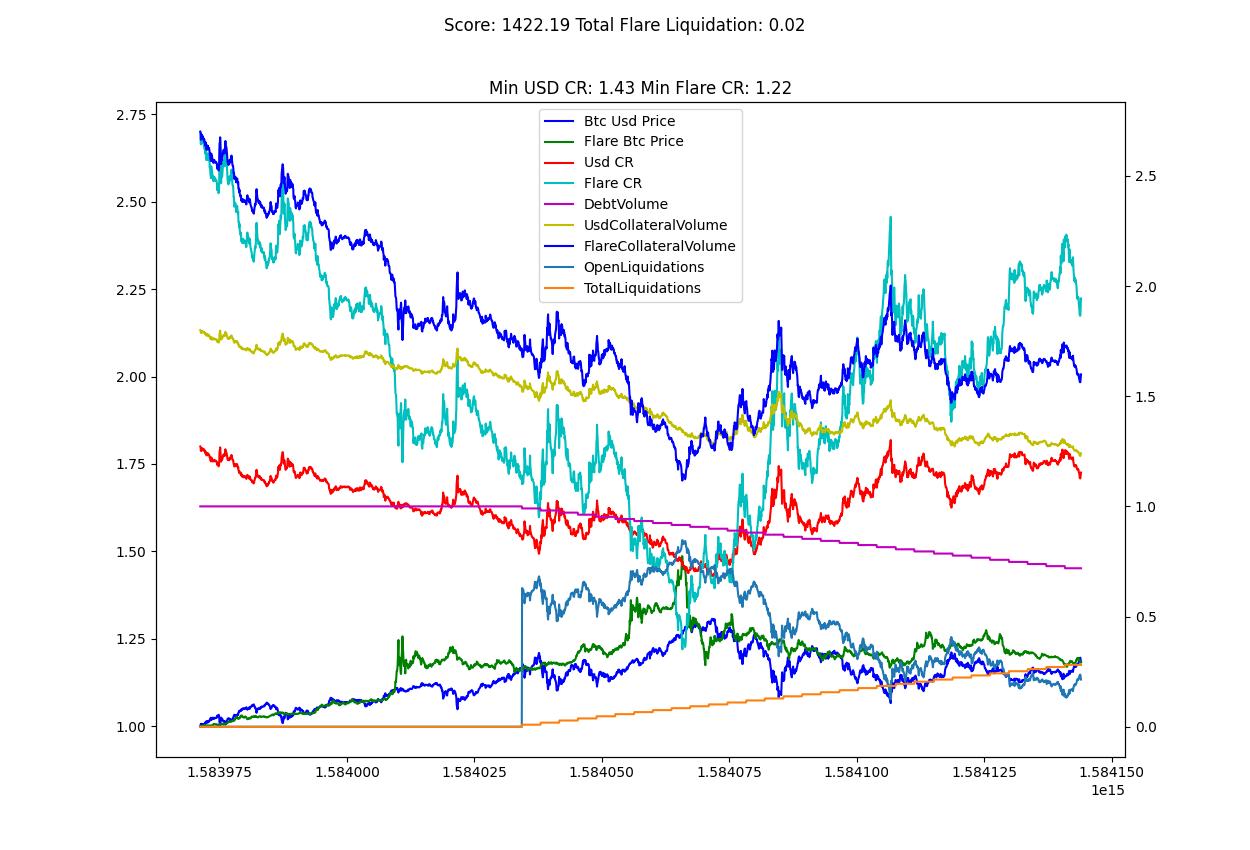 Score: 1422.19 Total Flare Liquidation: 0.02
Min USD CR: 1.43 Min Flare CR: 1.22
Btc Usd Price
Flare Btc Price
Usd CR
Flare CR
DebtVolume
UsdCollateralVolume
FlareCollateralVolume
OpenLiquidations
TotalLiquidations
2.75
2.50
2.25
2.00
1.75
1.50
1.25
1.00
2.5
2.0
1.5
1.0
0.5
0.0
1.583975 1.584000 1.584025 1.584050 1.584075 1.584100 1.584125 1.584150
1e15